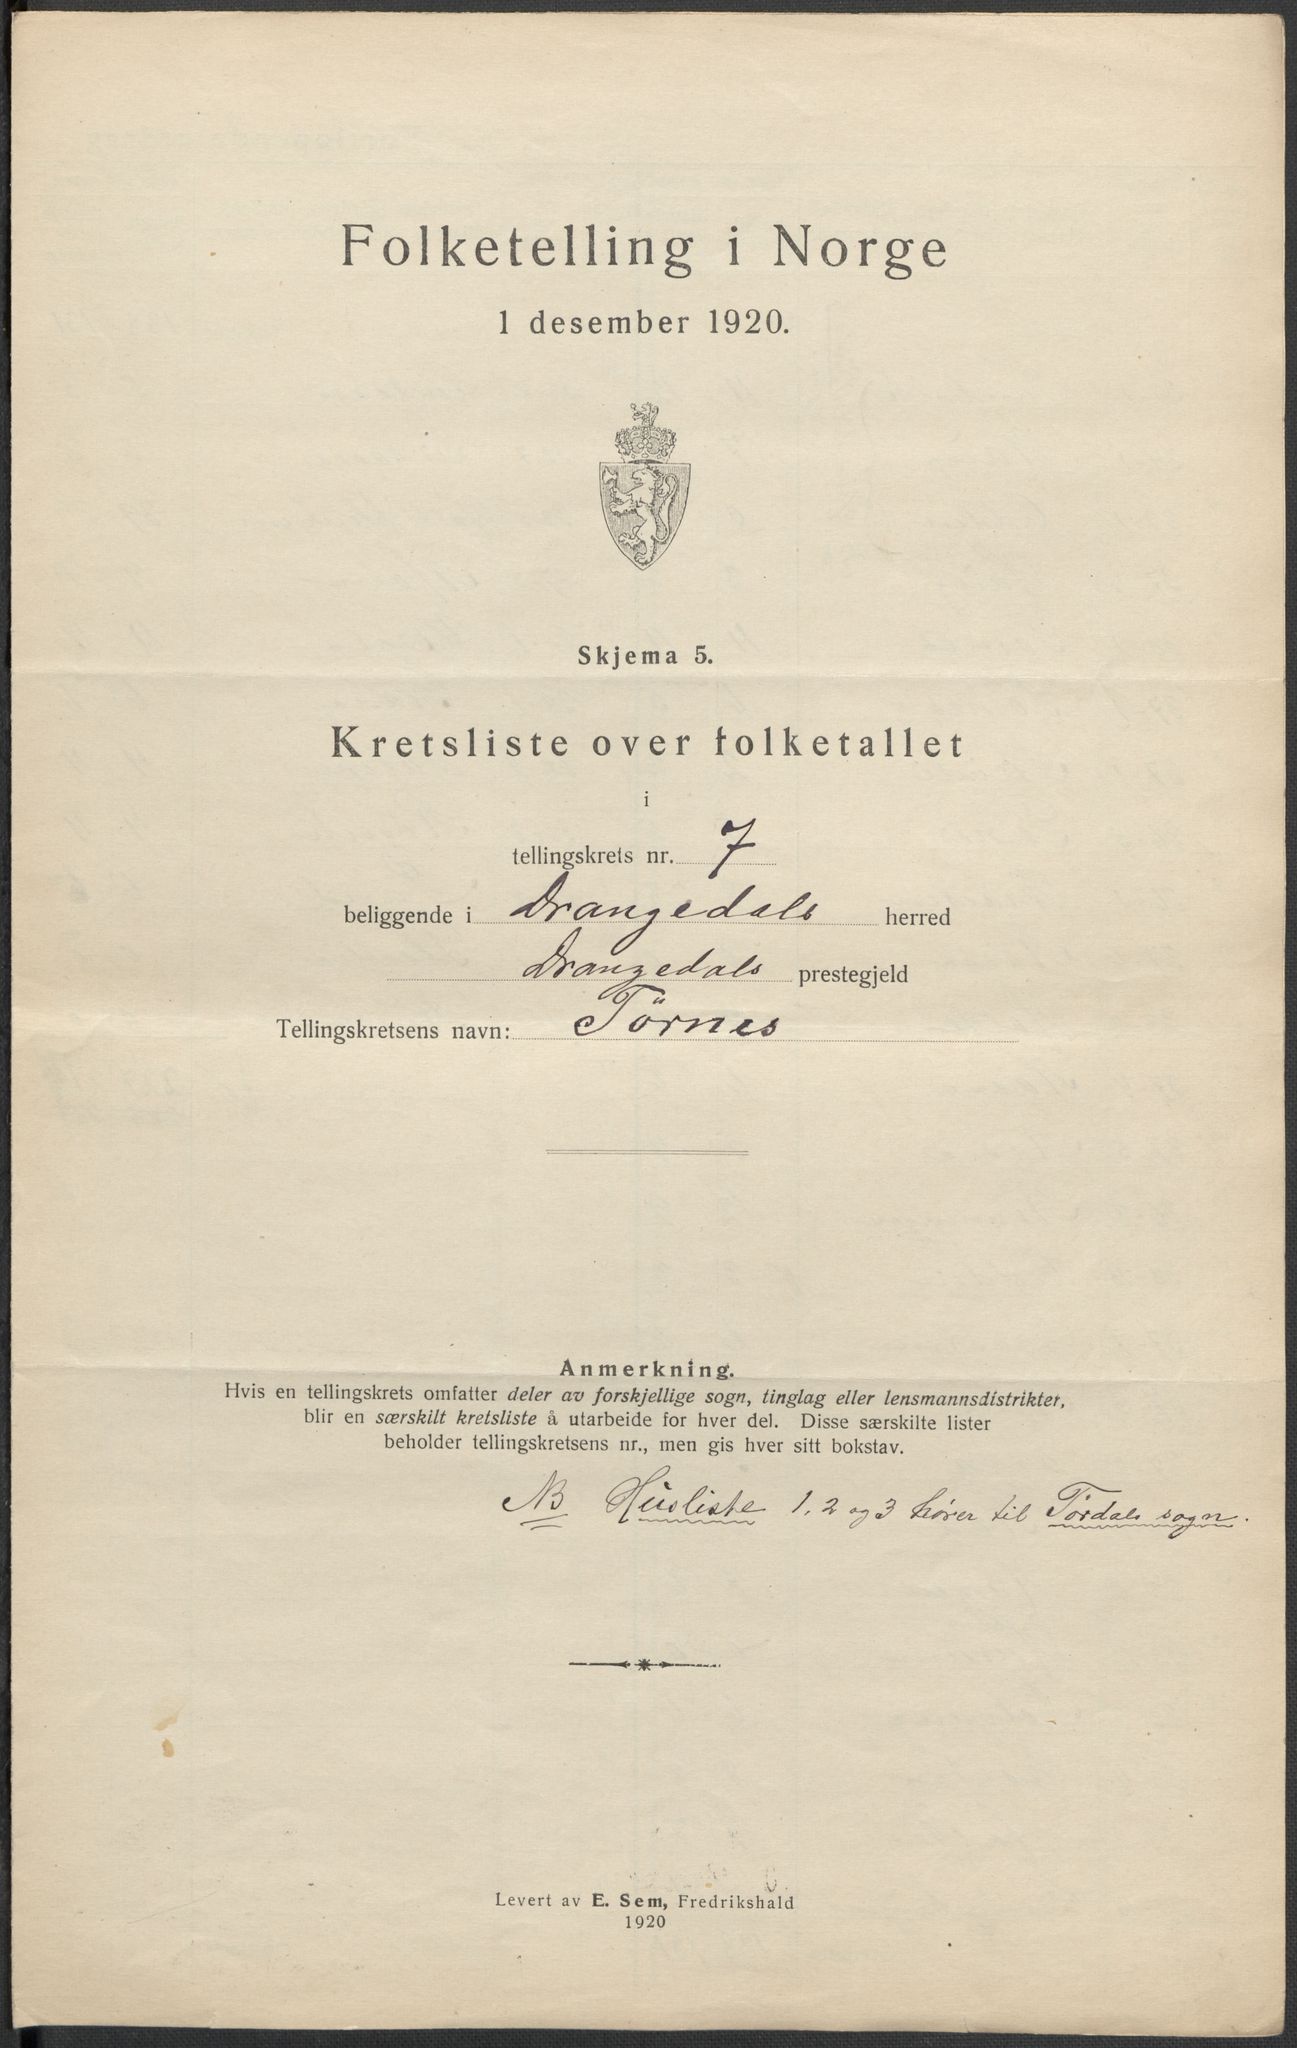 Folketelling i Norge
1 desember 1920.
Skjema 5.
Kretsliste over folketallet
i
tellingskrets nr. 7
beliggende i Drangedals herred
Drangedals prestegjeld
Tellingskretsens navn: Törnes
Anmerkning.
Hvis en tellingskrets omfatter deler av forskjellige sogn, tinglag eller lensmannsdistrikter,
blir en særskilt kretsliste å utarbeide for hver del. Disse særskilte lister
beholder tellingskretsens nr., men gis hver sitt bokstav.
NB Husliste 1, 2 og 3 hører til Tördals sogn.
Levert av E. Sem, Fredrikshald
1920